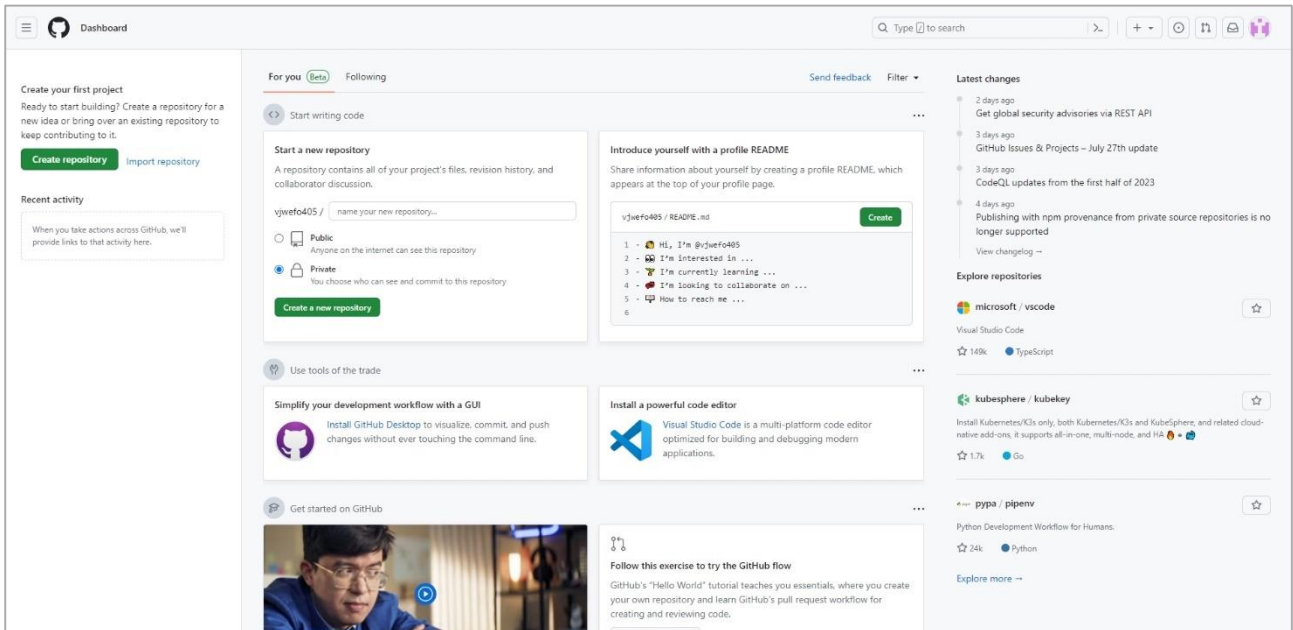 Dashboard
Type / to search
Create your first project
Ready to start building? Create a repository for a
new idea or bring over an existing repository to
keep contributing to it.
Create repository
Import repository
Recent activity
When you take actions across GitHub, we'll
provide links to that activity here.
For you Beta
Following
Send feedback
Filter
Start writing code
Start a new repository
A repository contains all of your project's files, revision history, and
collaborator discussion.
vjwefo405 /
name your new repository...
Public
Anyone on the internet can see this repository
Private
You choose who can see and commit to this repository
Create a new repository
Introduce yourself with a profile README
Share information about yourself by creating a profile README, which
appears at the top of your profile page.
vjwefo405 / README.md
Create
1 - 👋 Hi, I'm @vjwefo405
2 - 👀 I'm interested in ...
3 - 🌱 I'm currently learning ...
4 - 💞️ I'm looking to collaborate on ...
5 - 📫 How to reach me ...
6
Use tools of the trade
Simplify your development workflow with a GUI
Install GitHub Desktop to visualize, commit, and push
changes without ever touching the command line.
Install a powerful code editor
Visual Studio Code is a multi-platform code editor
optimized for building and debugging modern
applications.
Get started on GitHub
Follow this exercise to try the GitHub flow
GitHub's "Hello World" tutorial teaches you essentials, where you create
your own repository and learn GitHub's pull request workflow for
creating and reviewing code.
Latest changes
2 days ago
Get global security advisories via REST API
3 days ago
GitHub Issues & Projects – July 27th update
3 days ago
CodeQL updates from the first half of 2023
4 days ago
Publishing with npm provenance from private source repositories is no
longer supported
View changelog →
Explore repositories
microsoft / vscode
Visual Studio Code
149k
TypeScript
kubesphere / kubekey
Install Kubernetes/K3s only, both Kubernetes/K3s and KubeSphere, and related cloud-
native add-ons, it supports all-in-one, multi-node, and HA
1.7k
Go
pypa / pipenv
Python Development Workflow for Humans.
24k
Python
Explore more →